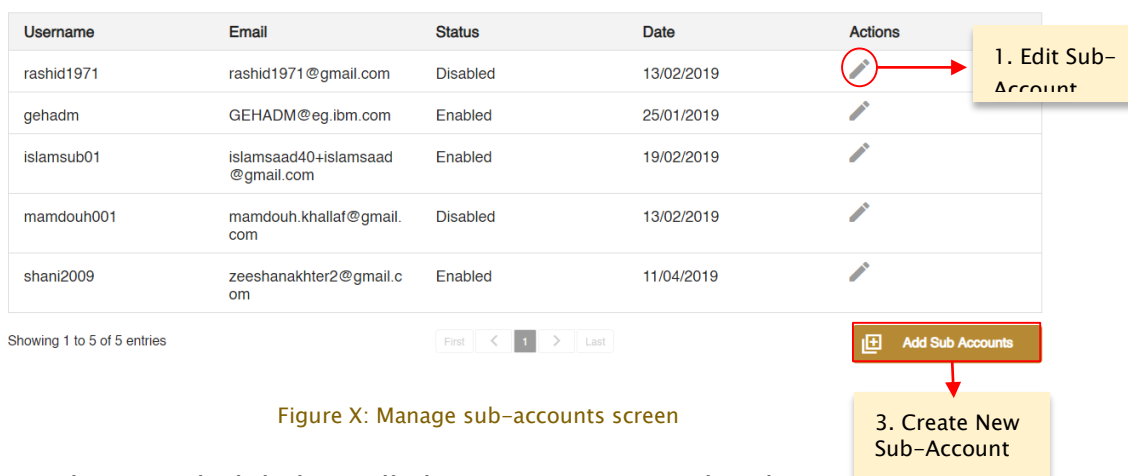 Username Email Status Date Actions
rashid1971 rashid1971@gmail.com Disabled 13/02/2019
1. Edit Sub-
Account
gehadm GEHADM@eg.ibm.com Enabled 25/01/2019
islamsub01 islamsaad40+islamsaad Enabled 19/02/2019
@gmail.com
mamdouh001 mamdouh.khallaf@gmail. Disabled 13/02/2019
com
shani2009 zeeshanakhter2@gmail.c Enabled 11/04/2019
om
Showing 1 to 5 of 5 entries First < 1 > Last Add Sub Accounts
Figure X: Manage sub-accounts screen
3. Create New
Sub-Account